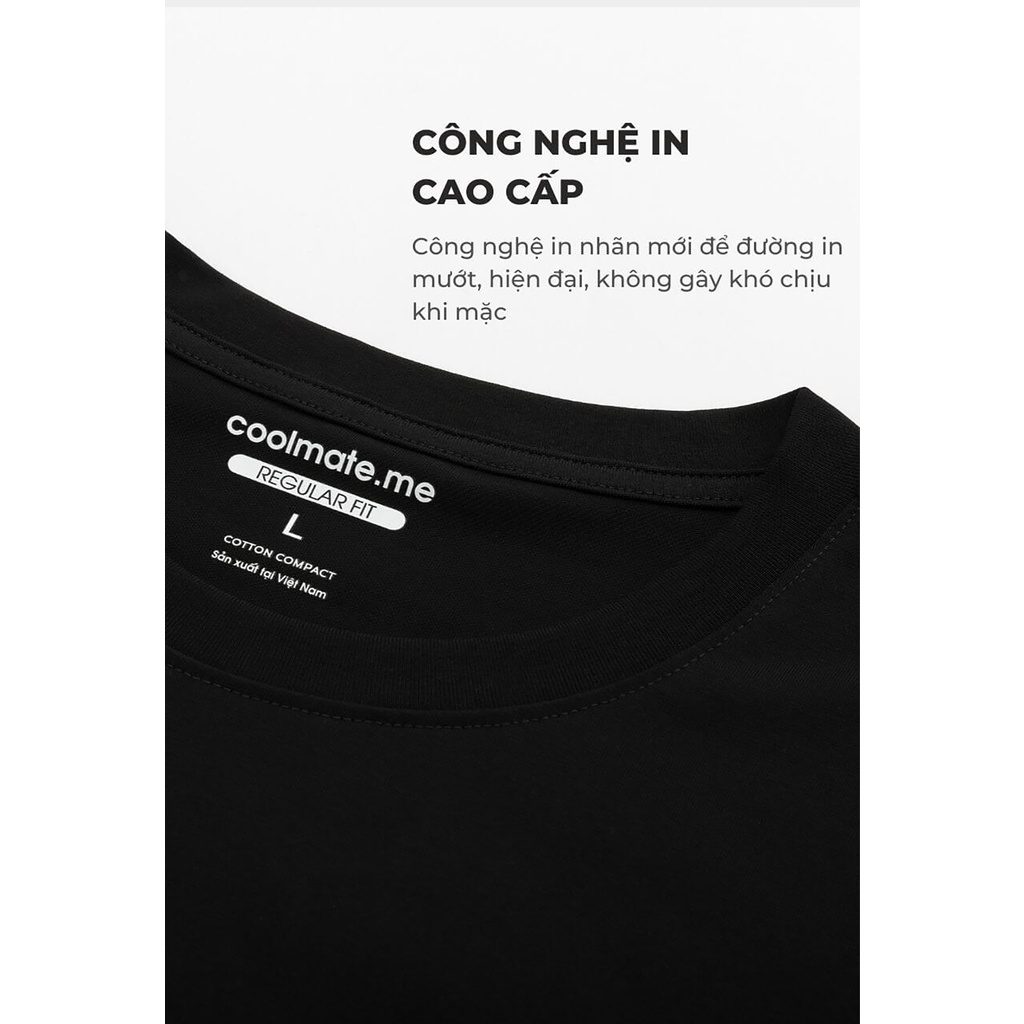 CÔNG NGHỆ IN
CAO CẤP
Công nghệ in nhãn mới để đường in
mướt, hiện đại, không gây khó chịu
khi mặc
coolmate.me
REGULAR FIT
L
COTTON COMPACT
Sản xuất tại Việt Nam